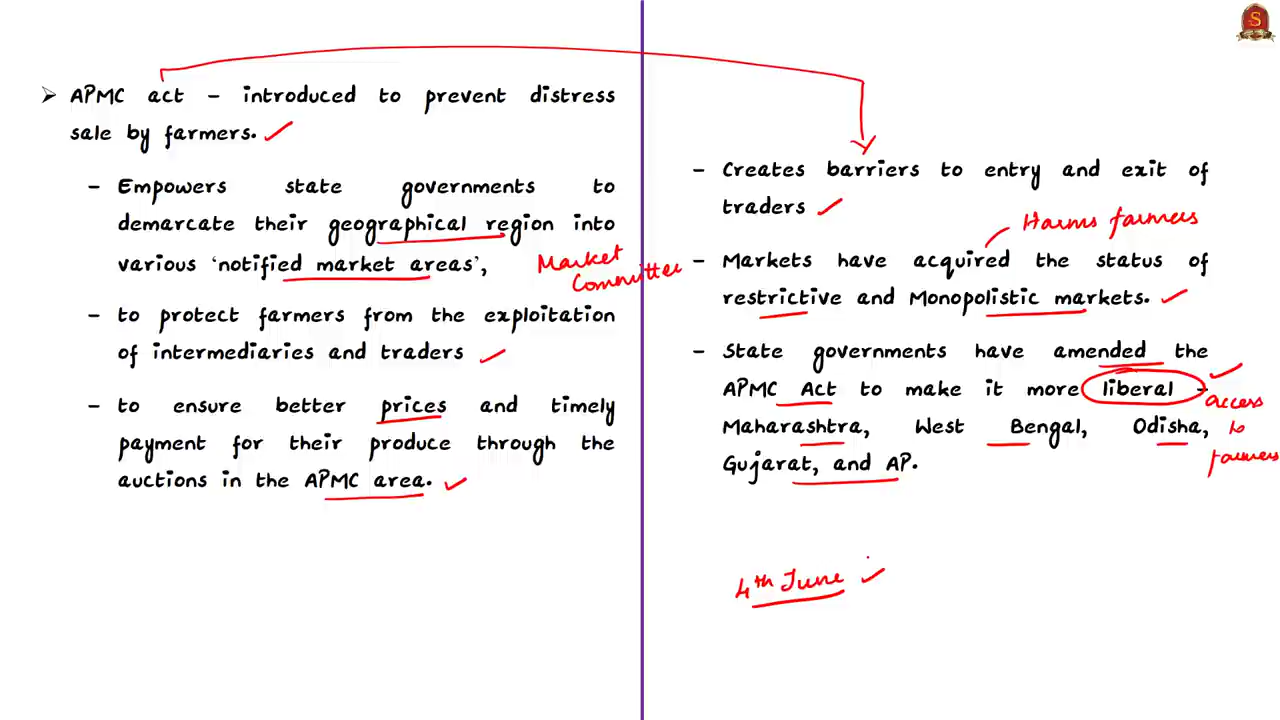 ➤ APMC act - introduced to prevent distress
sale by farmers.
- Empowers state governments to
demarcate their geographical region into
various 'notified market areas',
Market
Committee
- to protect farmers from the exploitation
of intermediaries and traders
- to ensure better prices and timely
payment for their produce through the
auctions in the APMC area.
- Creates barriers to entry and exit of
traders
Harms farmers
- Markets have acquired the status of
restrictive and Monopolistic markets.
- State governments have amended the
APMC Act to make it more liberal -
access
to
farmers
Maharashtra, West Bengal, Odisha,
Gujarat, and AP.
4th June
S